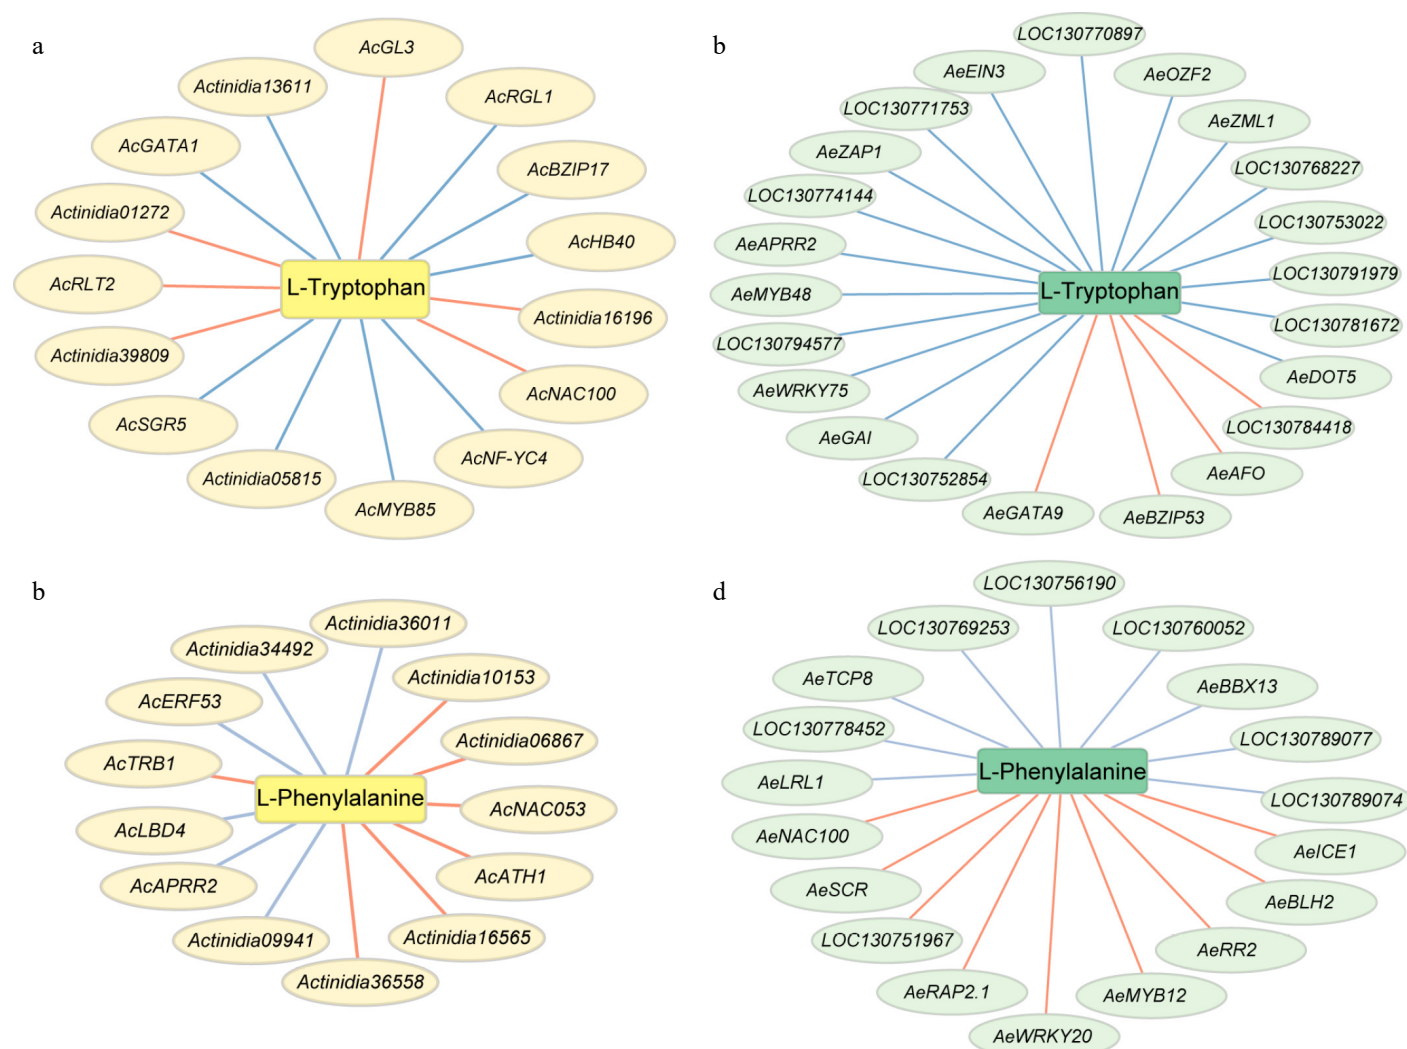 a
AcGL3
Actinidia13611
AcRGL1
AcGATA1
AcBZIP17
Actinidia01272
AcHB40
AcRLT2
L-Tryptophan
Actinidia16196
Actinidia39809
AcNAC100
AcSGR5
AcNF-YC4
Actinidia05815
AcMYB85
b
LOC130770897
AeEIN3
AeOZF2
LOC130771753
AeZML1
AeZAP1
LOC130768227
LOC130774144
LOC130753022
AeAPRR2
LOC130791979
AeMYB48
L-Tryptophan
LOC130781672
LOC130794577
AeDOT5
AeWRKY75
LOC130784418
AeGAI
AeAFO
LOC130752854
AeGATA9
AeBZIP53
b
Actinidia36011
Actinidia34492
Actinidia10153
AcERF53
Actinidia06867
AcTRB1
L-Phenylalanine
AcNAC053
AcLBD4
AcATH1
AcAPRR2
Actinidia09941
Actinidia16565
Actinidia36558
d
LOC130756190
LOC130769253
LOC130760052
AeTCP8
AeBBX13
LOC130778452
LOC130789077
L-Phenylalanine
AeLRL1
LOC130789074
AeNAC100
AeICE1
AeSCR
AeBLH2
LOC130751967
AeRR2
AeRAP2.1
AeMYB12
AeWRKY20